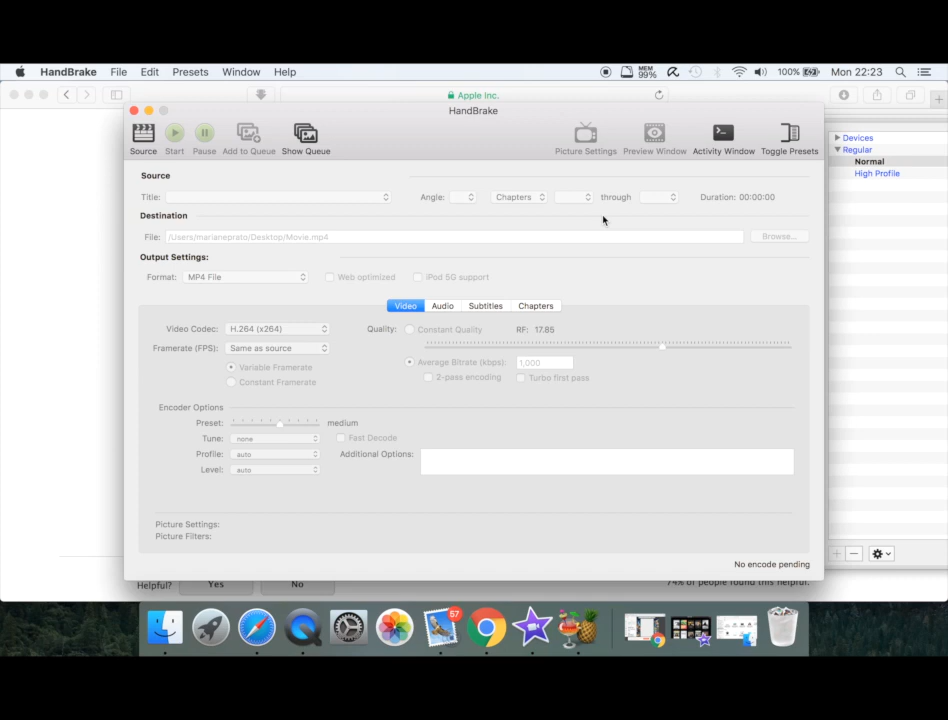 HandBrake File Edit Presets Window Help MEM 99% 100% Mon 22:23
Apple Inc.
HandBrake
Source Start Pause Add to Queue Show Queue Picture Settings Preview Window Activity Window Toggle Presets
Devices
Regular
Normal
High Profile
Source
Title: Angle: Chapters through Duration: 00:00:00
Destination
File: /Users/marianeprato/Desktop/Movie.mp4 Browse...
Output Settings:
Format: MP4 File Web optimized iPod 5G support
Video Audio Subtitles Chapters
Video Codec: H.264 (x264) Quality: Constant Quality RF: 17.85
Framerate (FPS): Same as source
Variable Framerate Average Bitrate (kbps): 1,000
Constant Framerate 2-pass encoding Turbo first pass
Encoder Options
Preset: medium
Tune: none Fast Decode
Profile: auto Additional Options:
Level: auto
Picture Settings:
Picture Filters:
No encode pending
Helpful? Yes No 74% of people found this helpful.
57